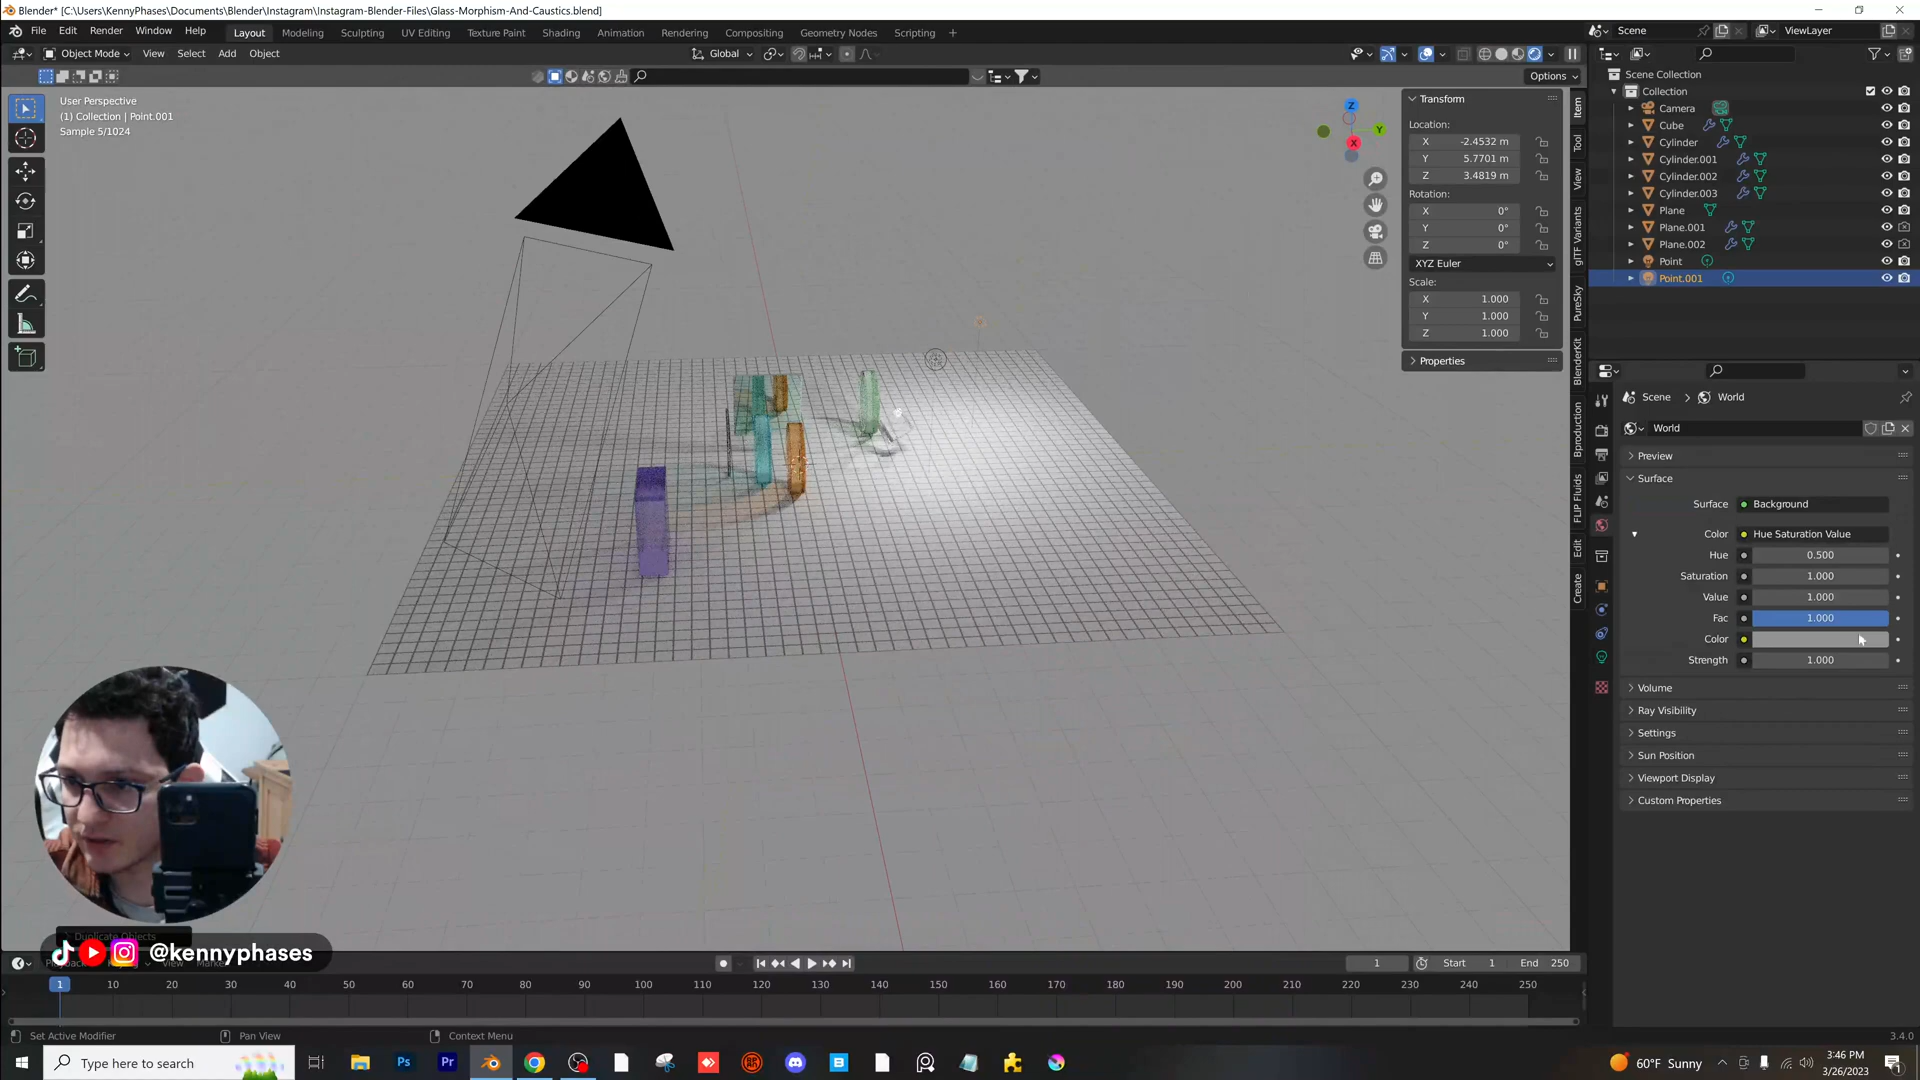 Blender* [C:\Users\KennyPhases\Documents\Blender\Instagram\Instagram-Blender-Files\Glass-Morphism-And-Caustics.blend]
File Edit Render Window Help Layout Modeling Sculpting UV Editing Texture Paint Shading Animation Rendering Compositing Geometry Nodes Scripting + Scene ViewLayer
Object Mode View Select Add Object Global
Options
User Perspective
(1) Collection | Point.001
Sample 5/1024
Z
Y
X
Transform
Location:
X -2.4532 m
Y 5.7701 m
Z 3.4819 m
Rotation:
X 0°
Y 0°
Z 0°
XYZ Euler
Scale:
X 1.000
Y 1.000
Z 1.000
Properties
Item
Tool
View
glTF Variants
PureSky
BlenderKit
Bproduction
FLIP Fluids
Edit
Create
Scene Collection
Collection
Camera
Cube
Cylinder
Cylinder.001
Cylinder.002
Cylinder.003
Plane
Plane.001
Plane.002
Point
Point.001
Scene > World
World
Preview
Surface
Surface Background
Color Hue Saturation Value
Hue 0.500
Saturation 1.000
Value 1.000
Fac 1.000
Color
Strength 1.000
Volume
Ray Visibility
Settings
Sun Position
Viewport Display
Custom Properties
Duplicate Objects
@kennyphases
1 Start 1 End 250
1 10 20 30 40 50 60 70 80 90 100 110 120 130 140 150 160 170 180 190 200 210 220 230 240 250
Set Active Modifier Pan View Context Menu 3.4.0
Type here to search
Ps Pr
60°F Sunny
3:46 PM
3/26/2023
1